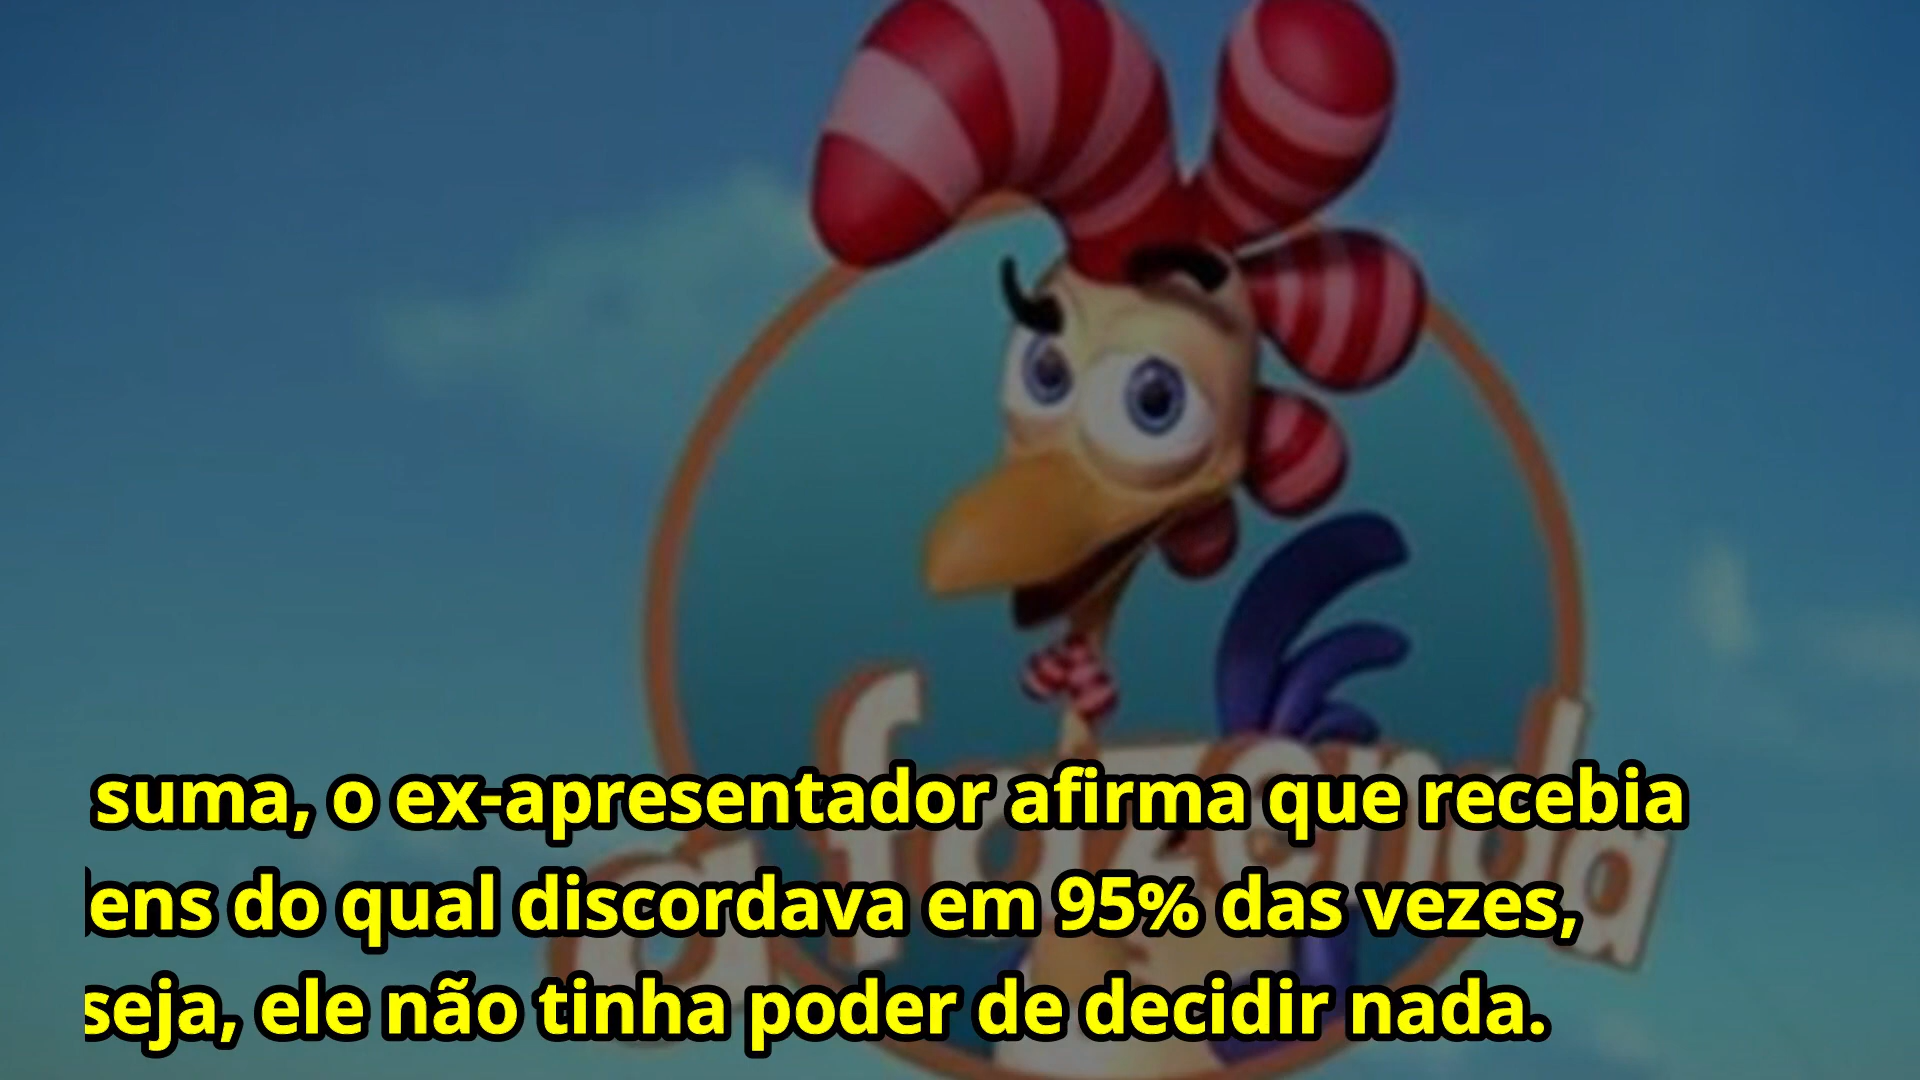 suma, o ex-apresentador afirma que recebia
ens do qual discordava em 95% das vezes,
seja, ele não tinha poder de decidir nada.
a fazenda